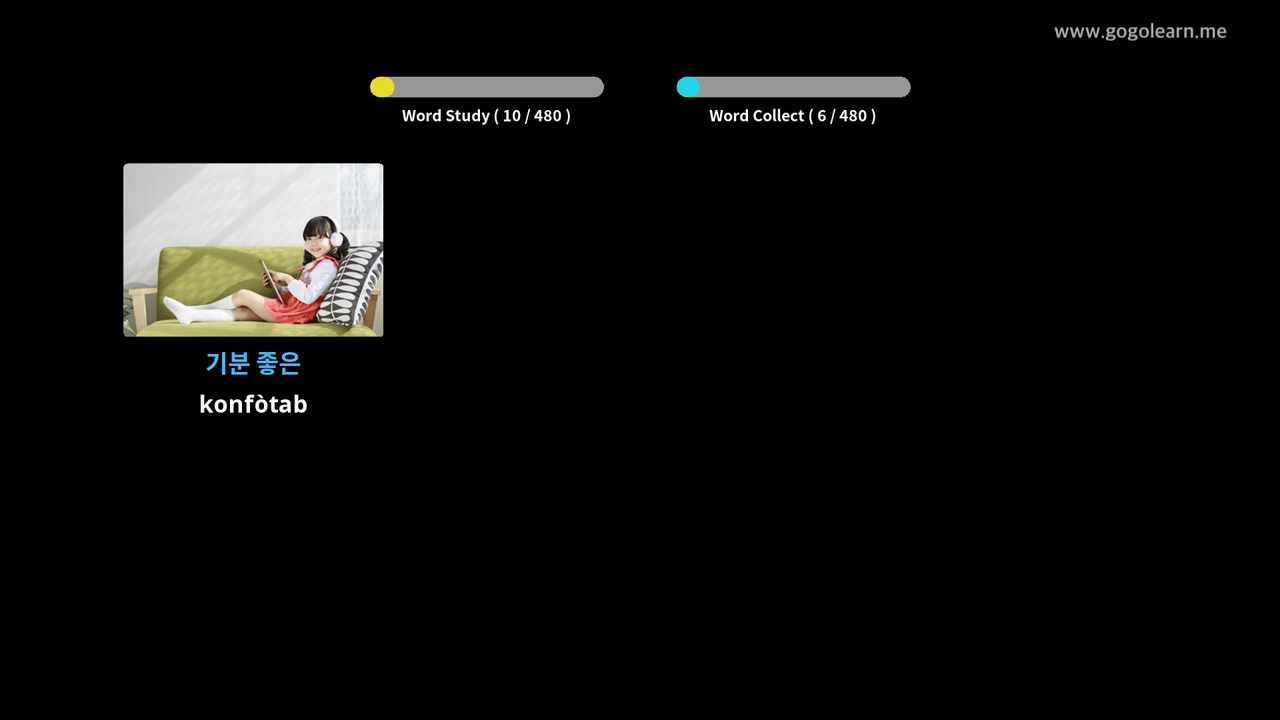 www.gogolearn.me
Word Study ( 10 / 480 )
Word Collect ( 6 / 480 )
기분 좋은
konfòtab